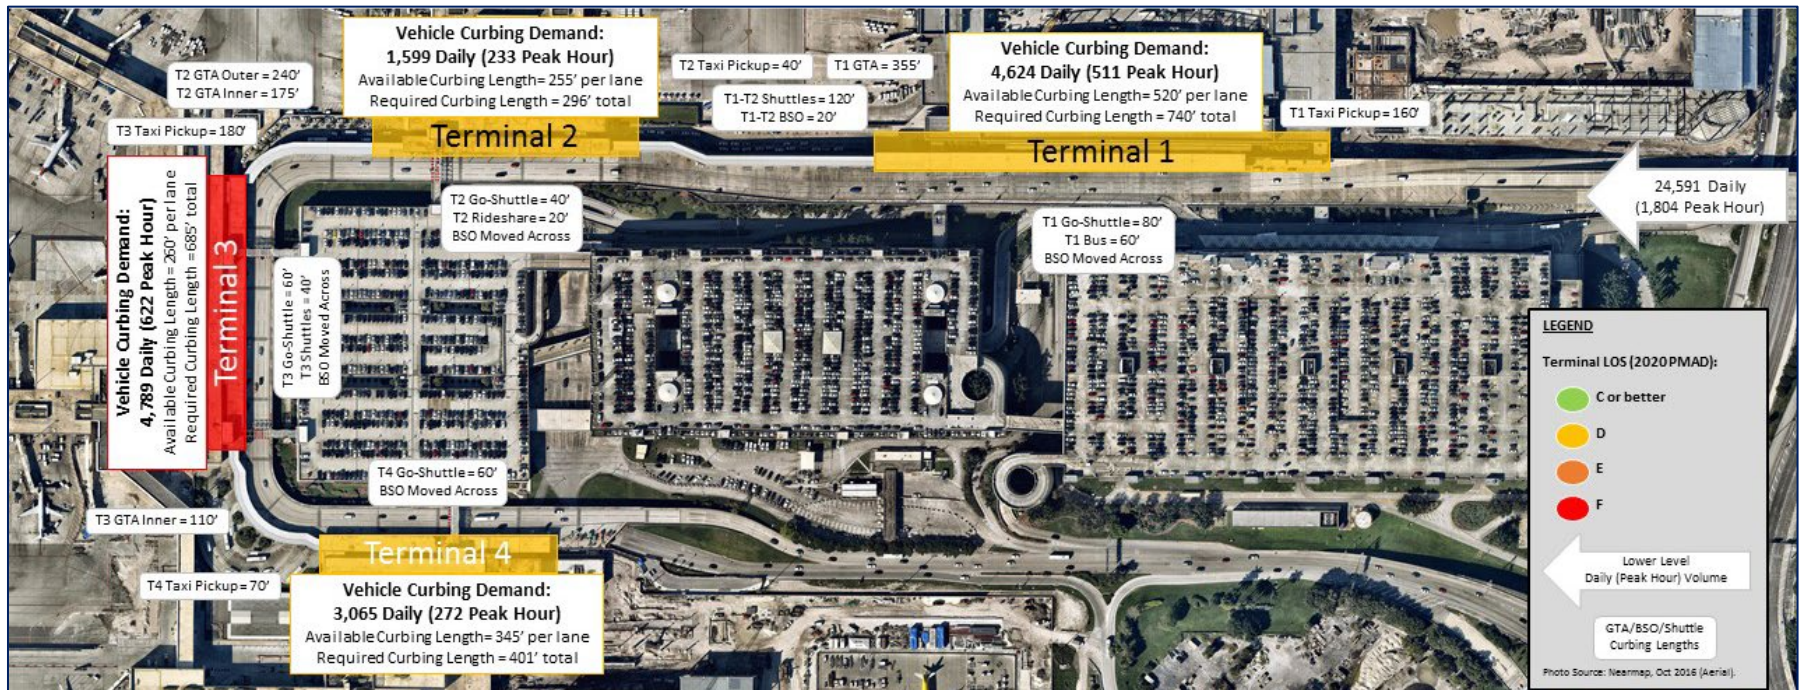 Vehicle Curbing Demand:
1,599 Daily (233 Peak Hour)
Available Curbing Length= 255’ per lane
Required Curbing Length = 296’ total
Terminal 2
T2 GTA Outer = 240’
T2 GTA Inner = 175’
T3 Taxi Pickup = 180’
T2 Taxi Pickup = 40’
T1 GTA = 355’
T1-T2 Shuttles = 120’
T1-T2 BSO = 20’
Vehicle Curbing Demand:
4,624 Daily (511 Peak Hour)
Available Curbing Length= 520’ per lane
Required Curbing Length = 740’ total
Terminal 1
T1 Taxi Pickup = 160’
24,591 Daily
(1,804 Peak Hour)
Vehicle Curbing Demand:
4,789 Daily (622 Peak Hour)
Available Curbing Length = 260’ per lane
Required Curbing Length = 685’ total
Terminal 3
T2 Go-Shuttle = 40’
T2 Rideshare = 20’
BSO Moved Across
T1 Go-Shuttle = 80’
T1 Bus = 60’
BSO Moved Across
T3 Go-Shuttle = 60’
T3 Shuttles = 40’
BSO Moved Across
T4 Go-Shuttle = 60’
BSO Moved Across
T3 GTA Inner = 110’
T4 Taxi Pickup = 70’
Terminal 4
Vehicle Curbing Demand:
3,065 Daily (272 Peak Hour)
Available Curbing Length= 345’ per lane
Required Curbing Length = 401’ total
LEGEND
Terminal LOS (2020 PMAD):
C or better
D
E
F
Lower Level
Daily (Peak Hour) Volume
GTA/BSO/Shuttle
Curbing Lengths
Photo Source: Nearmap, Oct 2016 (Aerial).